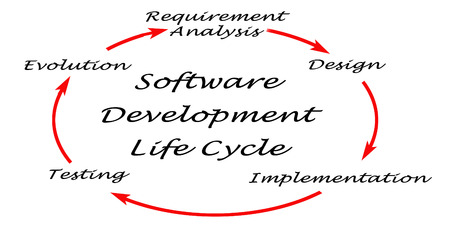 Requirement
Analysis
Evolution
Design
Software
Development
Life Cycle
Testing
Implementation